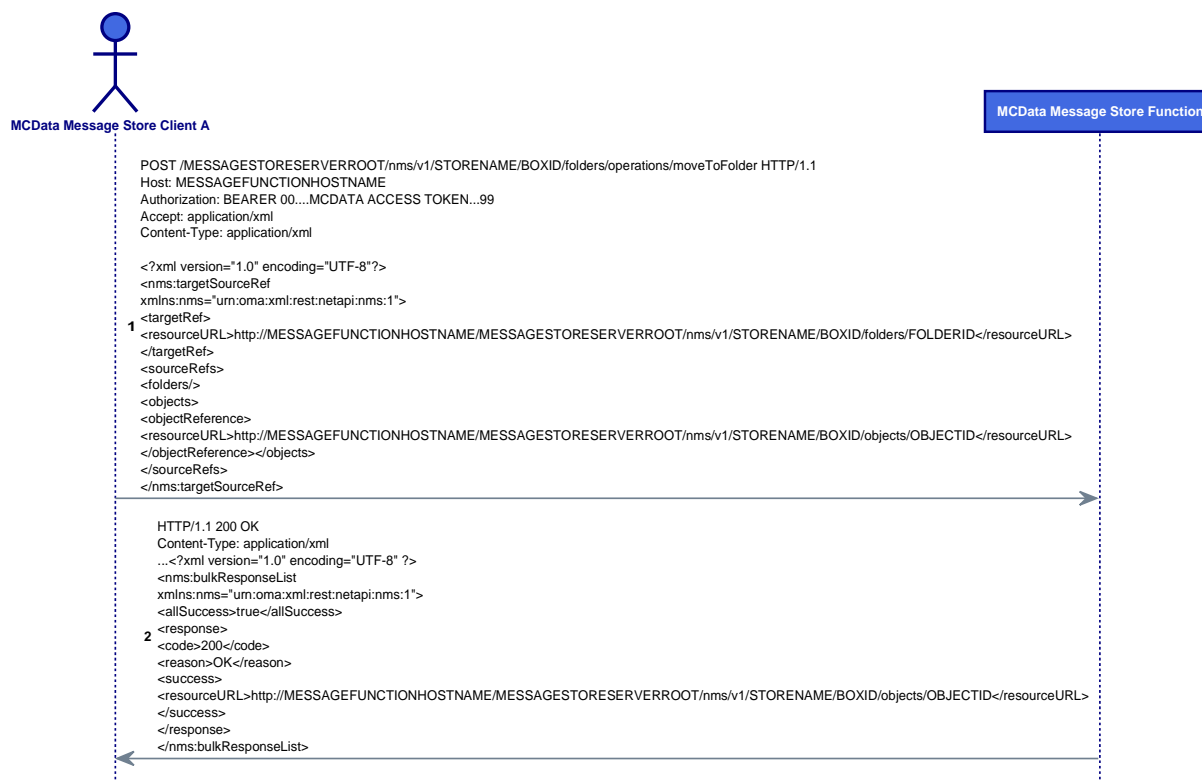 MCData Message Store Client A
MCData Message Store Function
POST /MESSAGESTORESERVERROOT/nms/v1/STORENAME/BOXID/folders/operations/moveToFolder HTTP/1.1
Host: MESSAGEFUNCTIONHOSTNAME
Authorization: BEARER 00....MCDATA ACCESS TOKEN...99
Accept: application/xml
Content-Type: application/xml
<?xml version="1.0" encoding="UTF-8"?>
<nms:targetSourceRef
xmlns:nms="urn:oma:xml:rest:netapi:nms:1">
<targetRef>
1 <resourceURL>http://MESSAGEFUNCTIONHOSTNAME/MESSAGESTORESERVERROOT/nms/v1/STORENAME/BOXID/folders/FOLDERID</resourceURL>
</targetRef>
<sourceRefs>
<folders/>
<objects>
<objectReference>
<resourceURL>http://MESSAGEFUNCTIONHOSTNAME/MESSAGESTORESERVERROOT/nms/v1/STORENAME/BOXID/objects/OBJECTID</resourceURL>
</objectReference></objects>
</sourceRefs>
</nms:targetSourceRef>
HTTP/1.1 200 OK
Content-Type: application/xml
...<?xml version="1.0" encoding="UTF-8" ?>
<nms:bulkResponseList
xmlns:nms="urn:oma:xml:rest:netapi:nms:1">
<allSuccess>true</allSuccess>
2 <response>
<code>200</code>
<reason>OK</reason>
<success>
<resourceURL>http://MESSAGEFUNCTIONHOSTNAME/MESSAGESTORESERVERROOT/nms/v1/STORENAME/BOXID/objects/OBJECTID</resourceURL>
</success>
</response>
</nms:bulkResponseList>